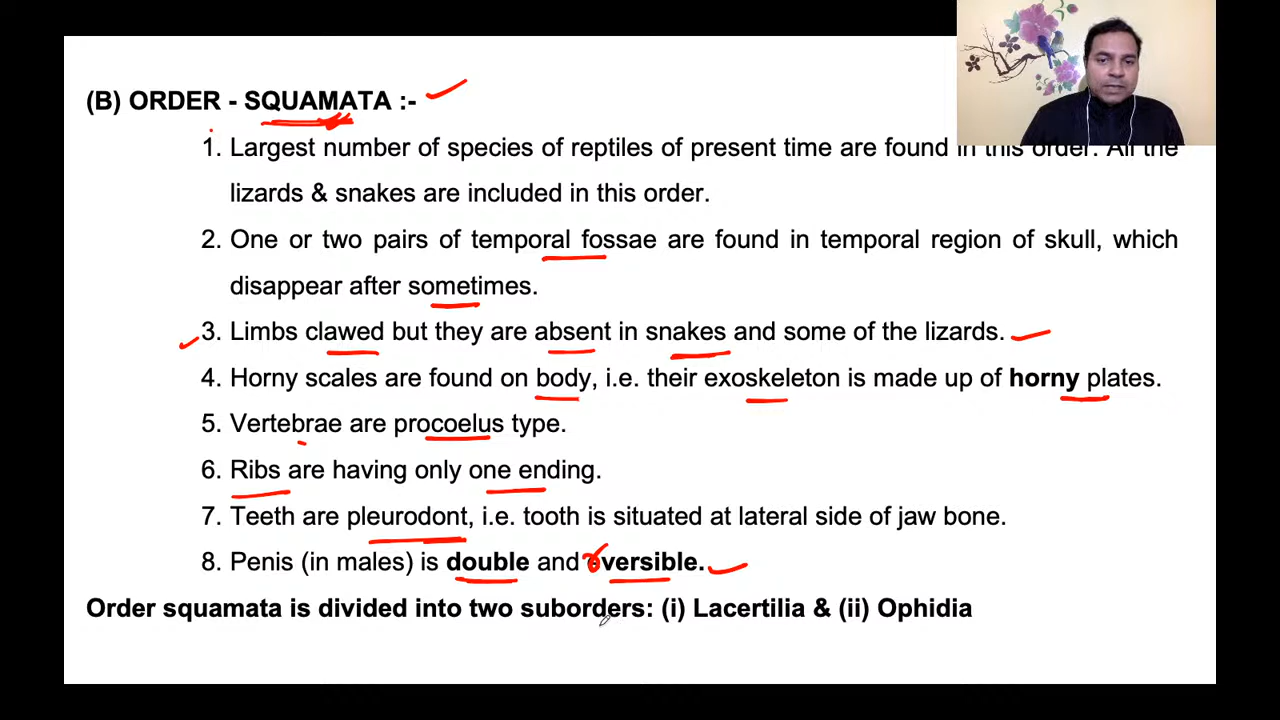 (B) ORDER - SQUAMATA :-
1. Largest number of species of reptiles of present time are found in this order. All the
lizards & snakes are included in this order.
2. One or two pairs of temporal fossae are found in temporal region of skull, which
disappear after sometimes.
3. Limbs clawed but they are absent in snakes and some of the lizards.
4. Horny scales are found on body, i.e. their exoskeleton is made up of horny plates.
5. Vertebrae are procoelus type.
6. Ribs are having only one ending.
7. Teeth are pleurodont, i.e. tooth is situated at lateral side of jaw bone.
8. Penis (in males) is double and eversible.
Order squamata is divided into two suborders: (i) Lacertilia & (ii) Ophidia